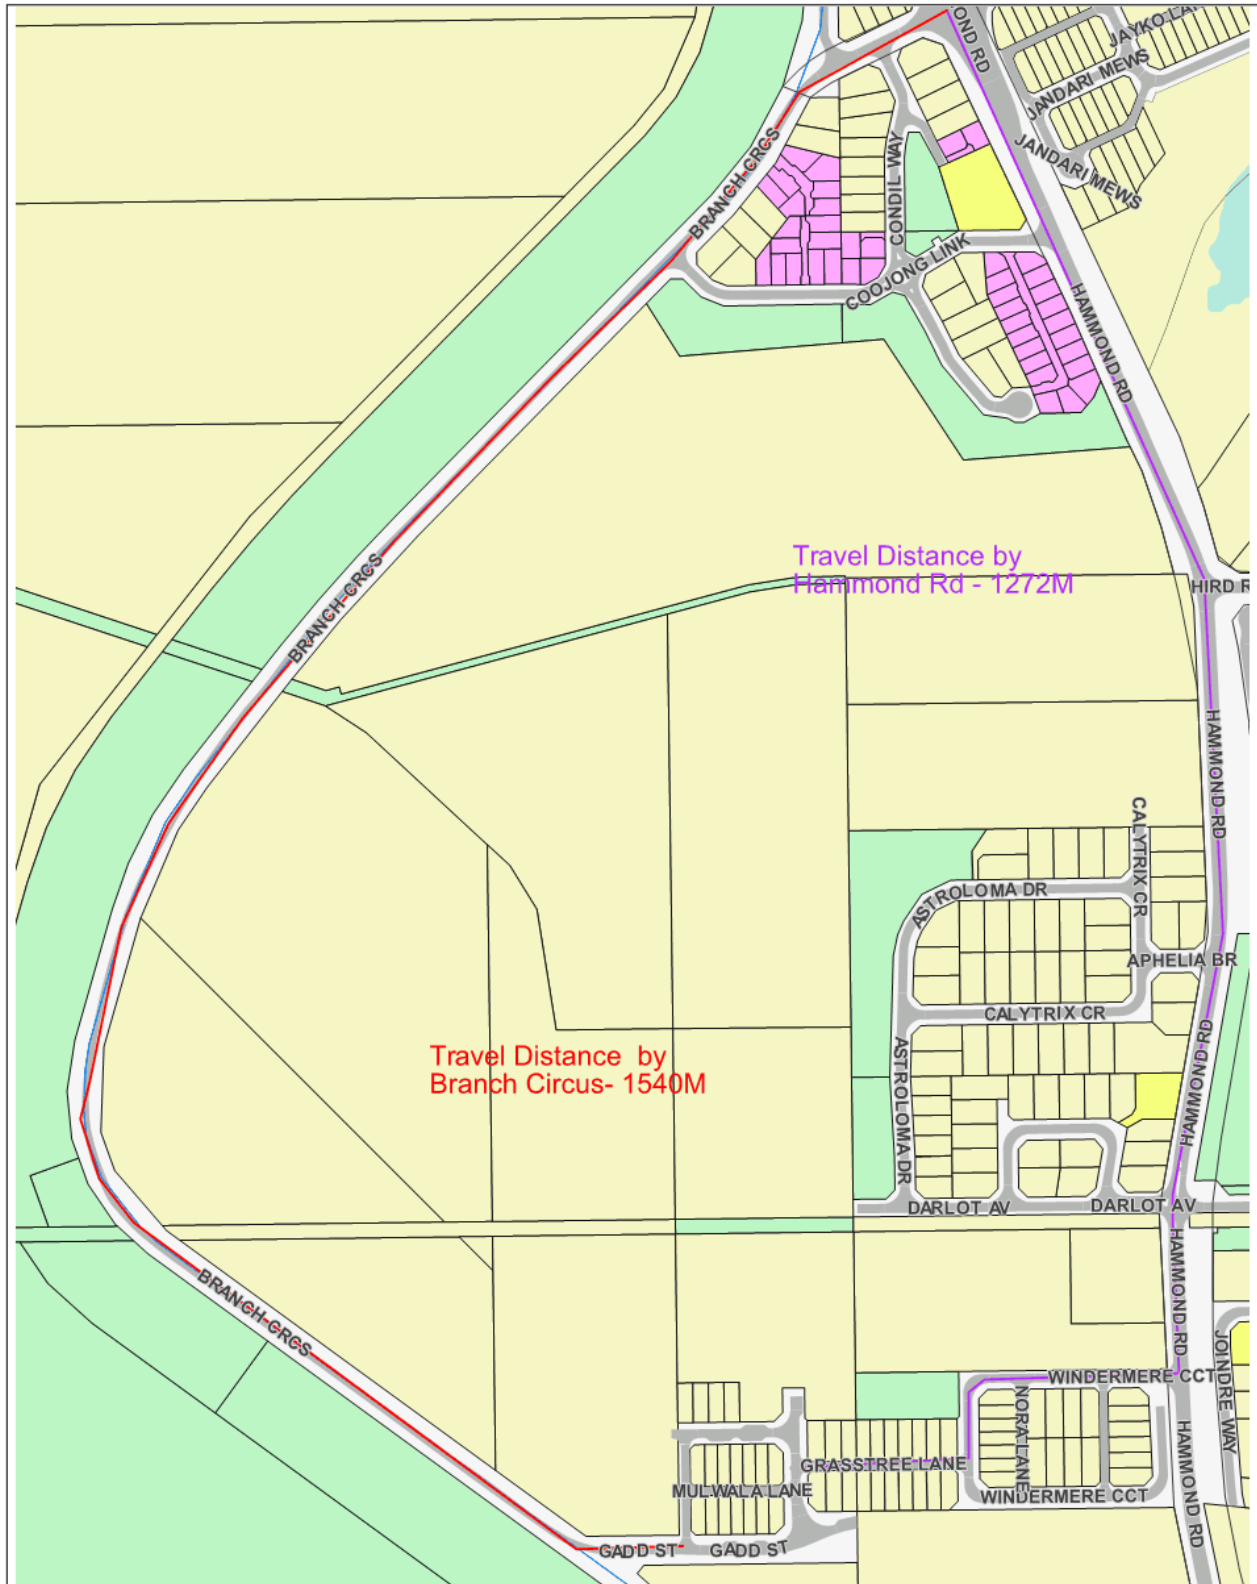 OND RD
JAYKO LA
JANDARI MEWS
JANDARI MEWS
BRANCH CRCS
CONDIL WAY
COOJONG LINK
HAMMOND RD
Travel Distance by
Hammond Rd - 1272M
HIRD R
BRANCH CRCS
HAMMOND RD
CALYTRIX CR
ASTROLOMA DR
APHELIA BR
CALYTRIX CR
HAMMOND RD
Travel Distance by
Branch Circus- 1540M
ASTROLOMA DR
DARLOT AV
DARLOT AV
HAMMOND RD
BRANCH CRCS
JOINDRE WAY
WINDERMERE CCT
NORA LANE
HAMMOND RD
GRASSTREE LANE
MULWALA LANE
WINDERMERE CCT
GADD ST
GADD ST